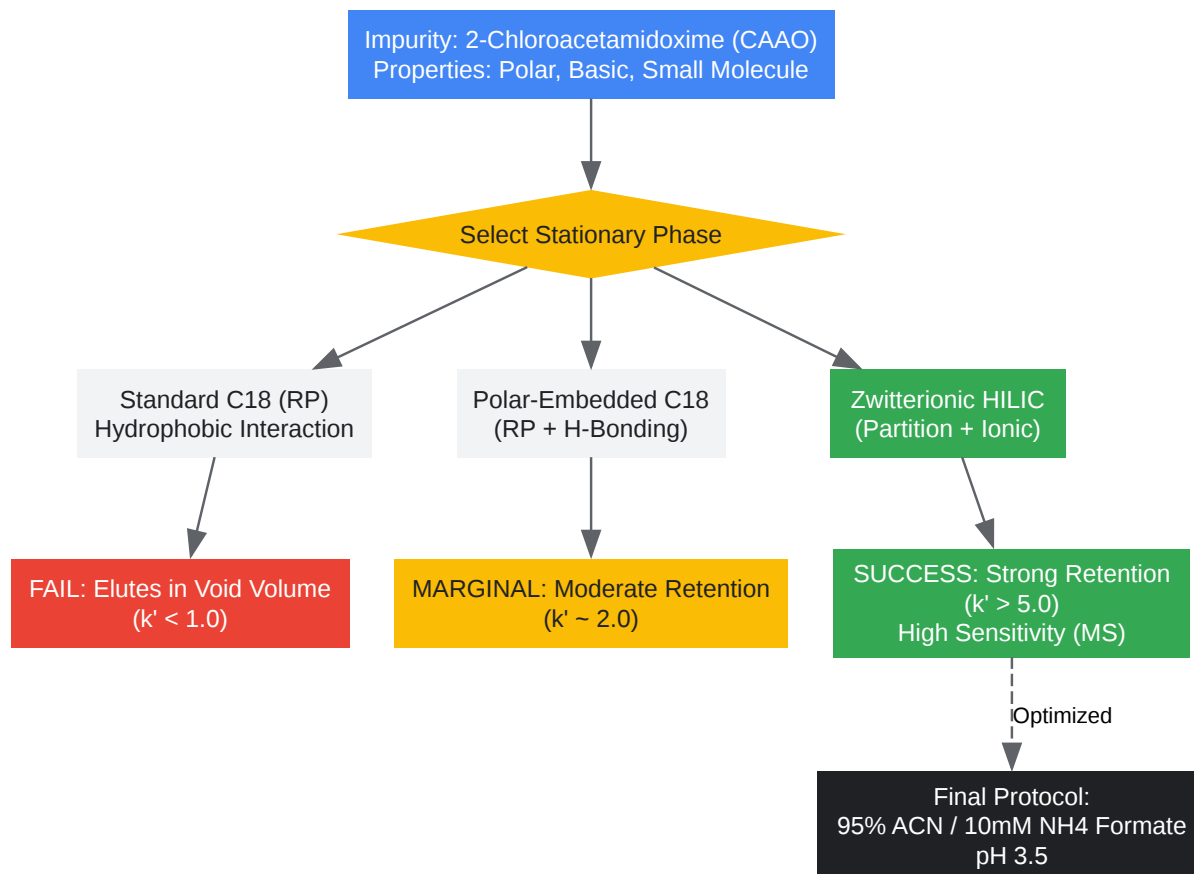 Impurity: 2-Chloroacetamidoxime (CAAO)
Properties: Polar, Basic, Small Molecule
Select Stationary Phase
Standard C18 (RP)
Hydrophobic Interaction
Polar-Embedded C18
(RP + H-Bonding)
Zwitterionic HILIC
(Partition + Ionic)
FAIL: Elutes in Void Volume
(k' < 1.0)
MARGINAL: Moderate Retention
(k' ~ 2.0)
SUCCESS: Strong Retention
(k' > 5.0)
High Sensitivity (MS)
Optimized
Final Protocol:
95% ACN / 10mM NH4 Formate
pH 3.5